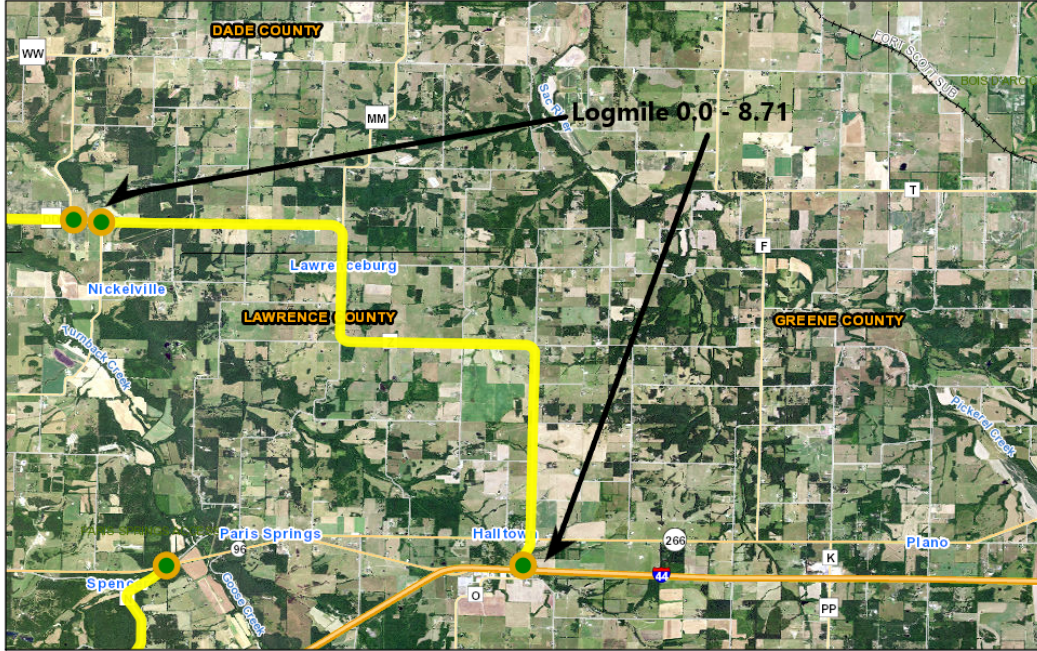 DADE COUNTY
WW
FORT SCOTT SUB
BOIS D'ARC
MM
Sac River
Logmile 0.0 - 8.71
T
F
Lawrenceburg
Nickelville
LAWRENCE COUNTY
GREENE COUNTY
Turnback Creek
Pickerel Creek
Paris Springs
Halltown
266
Plano
96
K
44
Goose Creek
O
PP